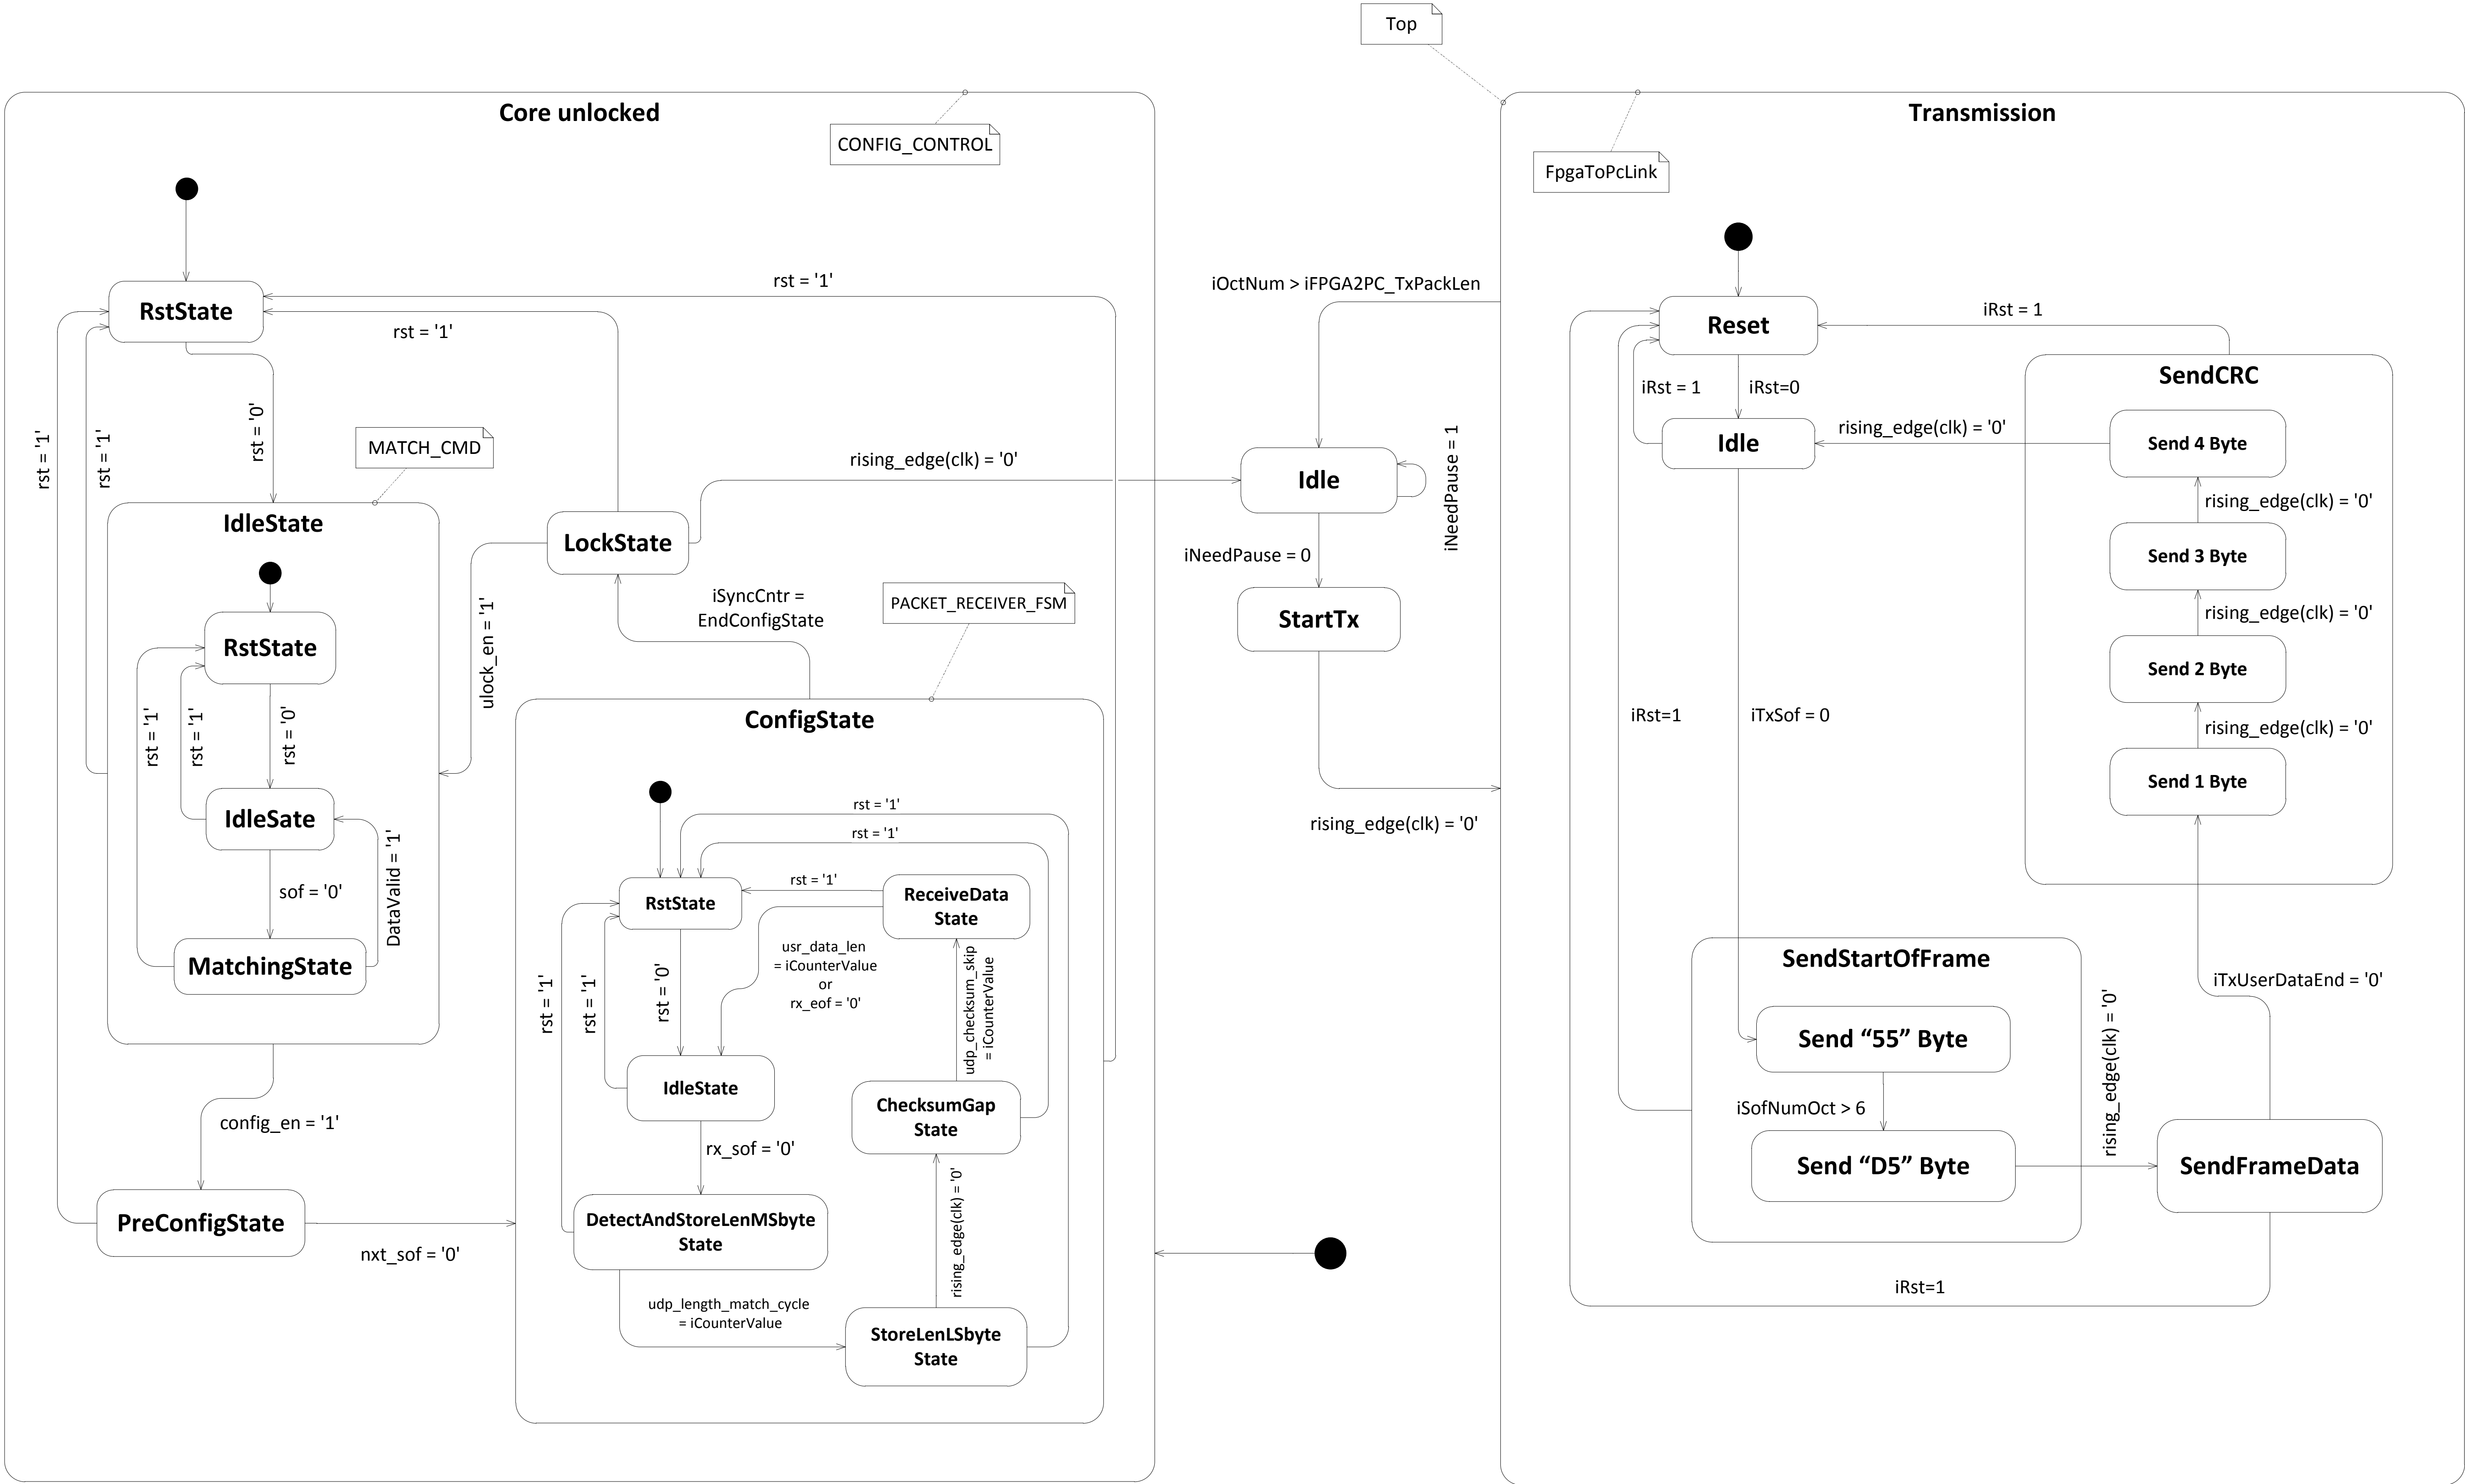 Top
Core unlocked
CONFIG_CONTROL
RstState
rst = '1'
rst = '1'
rst = '1'
rst = '1'
rst = '0'
MATCH_CMD
IdleState
RstState
rst = '1'
rst = '1'
rst = '0'
IdleSate
sof = '0'
DataValid = '1'
MatchingState
config_en = '1'
PreConfigState
nxt_sof = '0'
ulock_en = '1'
LockState
rising_edge(clk) = '0'
iSyncCntr =
EndConfigState
PACKET_RECEIVER_FSM
ConfigState
rst = '1'
rst = '1'
rst = '1'
RstState
ReceiveData
State
rst = '1'
rst = '1'
rst = '0'
usr_data_len
= iCounterValue
or
rx_eof = '0'
udp_checksum_skip
= iCounterValue
IdleState
ChecksumGap
State
rx_sof = '0'
DetectAndStoreLenMSbyte
State
rising_edge(clk) = '0'
udp_length_match_cycle
= iCounterValue
StoreLenLSbyte
State
iOctNum > iFPGA2PC_TxPackLen
Idle
iNeedPause = 1
iNeedPause = 0
StartTx
rising_edge(clk) = '0'
Transmission
FpgaToPcLink
Reset
iRst = 1
iRst = 1
iRst=0
Idle
rising_edge(clk) = '0'
SendCRC
Send 4 Byte
rising_edge(clk) = '0'
Send 3 Byte
rising_edge(clk) = '0'
Send 2 Byte
rising_edge(clk) = '0'
Send 1 Byte
iRst=1
iTxSof = 0
SendStartOfFrame
Send “55” Byte
iSofNumOct > 6
Send “D5” Byte
rising_edge(clk) = '0'
iTxUserDataEnd = '0'
SendFrameData
iRst=1